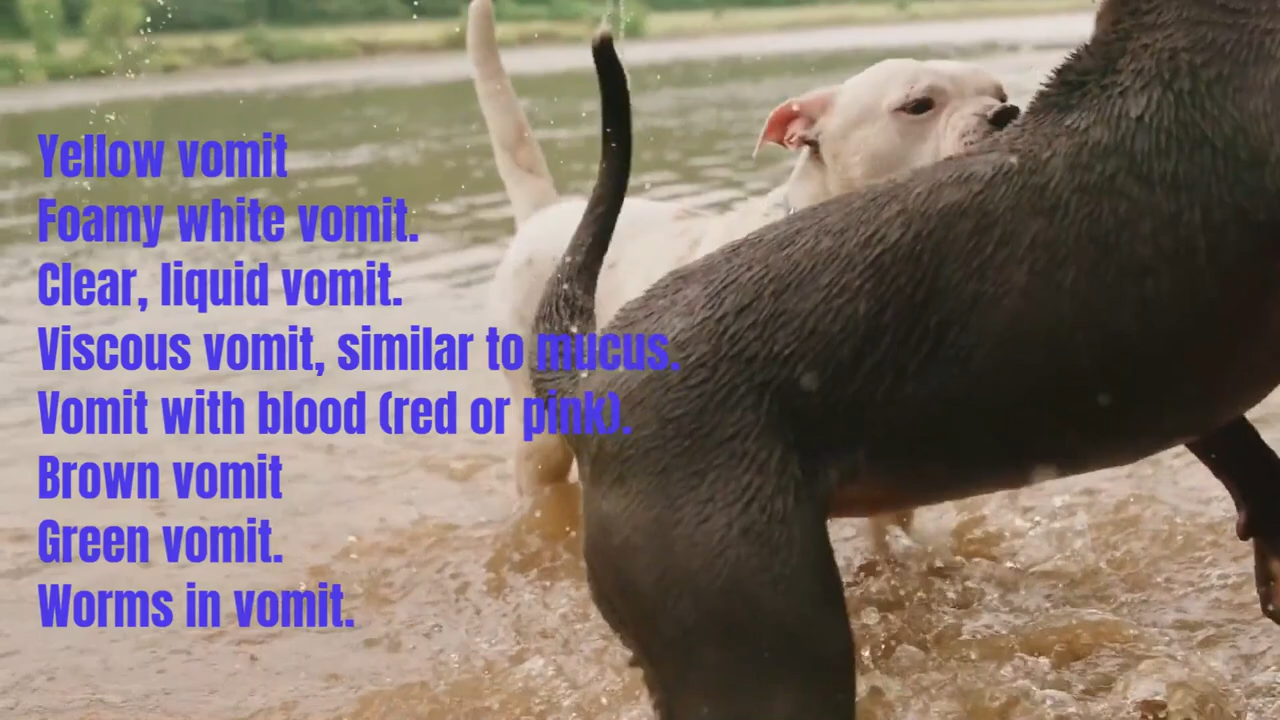 Yellow vomit
Foamy white vomit.
Clear, liquid vomit.
Viscous vomit, similar to mucus.
Vomit with blood (red or pink).
Brown vomit
Green vomit.
Worms in vomit.